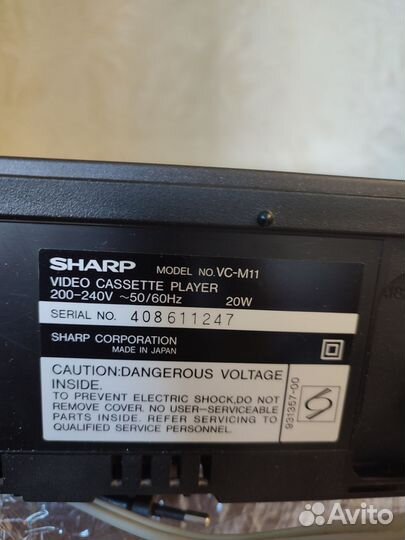 SHARP MODEL NO. VC-M11
VIDEO CASSETTE PLAYER
200-240V ~50/60Hz 20W
SERIAL NO. 408611247
SHARP CORPORATION
MADE IN JAPAN
CAUTION:DANGEROUS VOLTAGE
INSIDE.
TO PREVENT ELECTRIC SHOCK,DO NOT
REMOVE COVER. NO USER-SERVICEABLE
PARTS INSIDE. REFER SERVICING TO
QUALIFIED SERVICE PERSONNEL.
931357-00
Avito